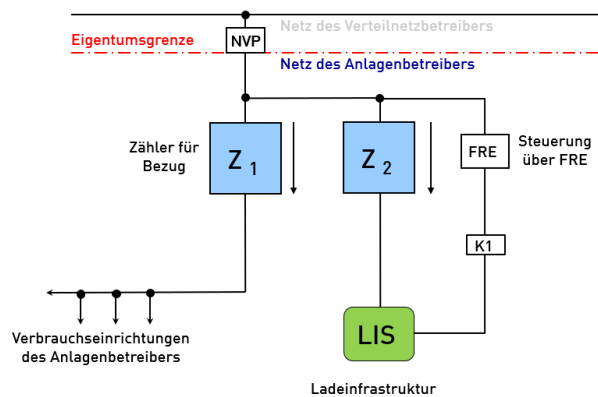 Netz des Verteilnetzbetreibers
Eigentumsgrenze
NVP
Netz des Anlagenbetreibers
Zähler für
Bezug
Z 1
Z 2
FRE
Steuerung
über FRE
K1
LIS
Verbrauchseinrichtungen
des Anlagenbetreibers
Ladeinfrastruktur